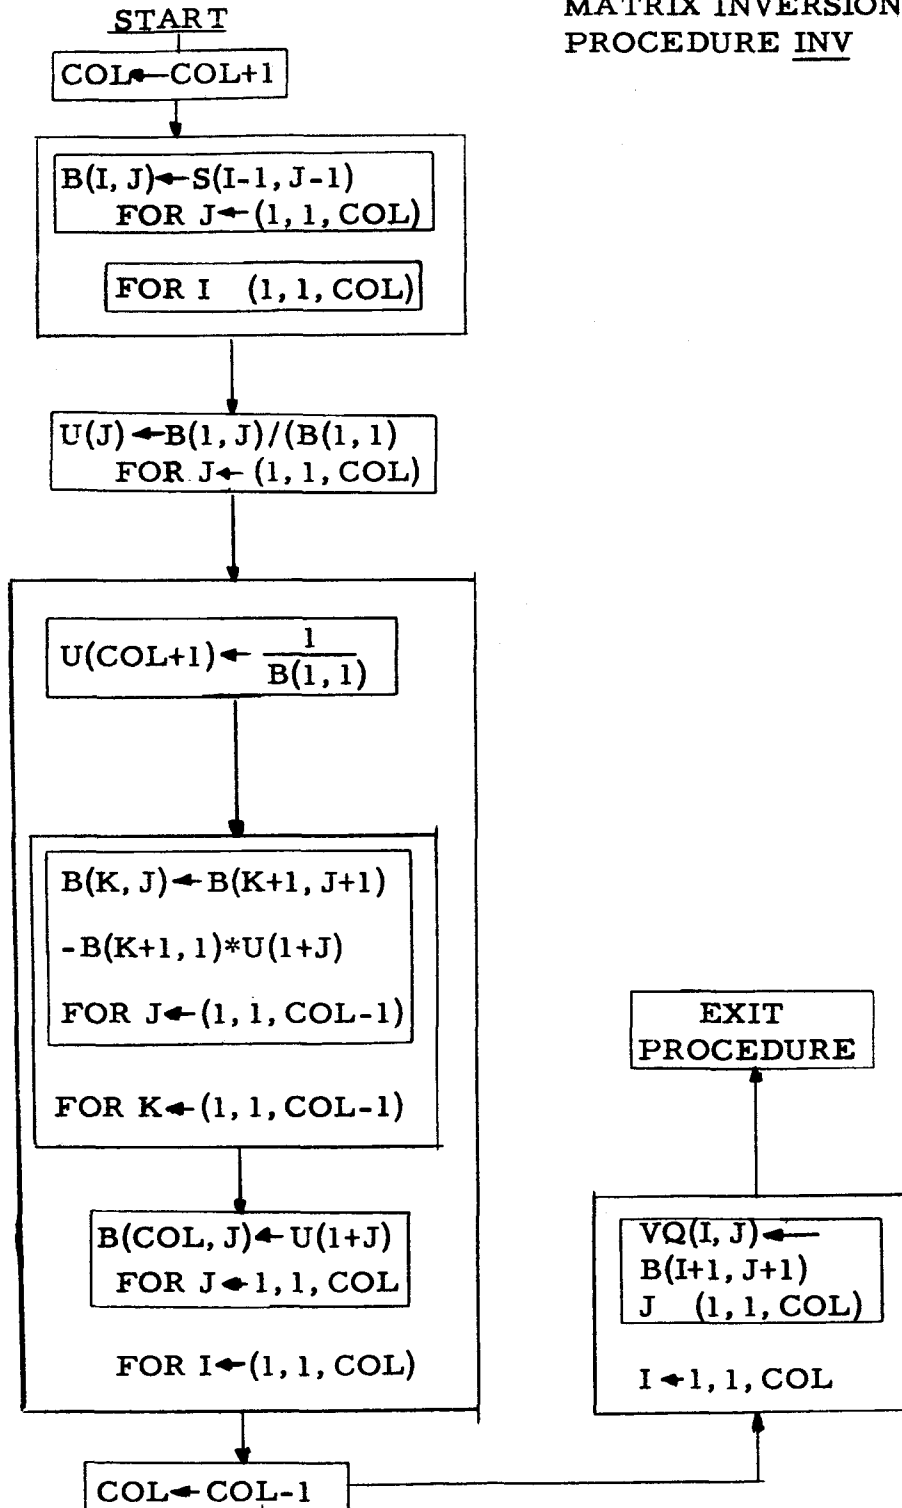 START
MATRIX INVERSION
PROCEDURE INV
COL←COL+1
B(I, J)←S(I-1, J-1)
FOR J←(1, 1, COL)
FOR I (1, 1, COL)
U(J)←B(1, J)/(B(1, 1)
FOR J←(1, 1, COL)
U(COL+1)← 1
B(1, 1)
B(K, J)←B(K+1, J+1)
-B(K+1, 1)*U(1+J)
FOR J←(1, 1, COL-1)
FOR K←(1, 1, COL-1)
B(COL, J)←U(1+J)
FOR J←1, 1, COL
FOR I←(1, 1, COL)
COL←COL-1
VQ(I, J)←
B(I+1, J+1)
J (1, 1, COL)
I←1, 1, COL
EXIT
PROCEDURE